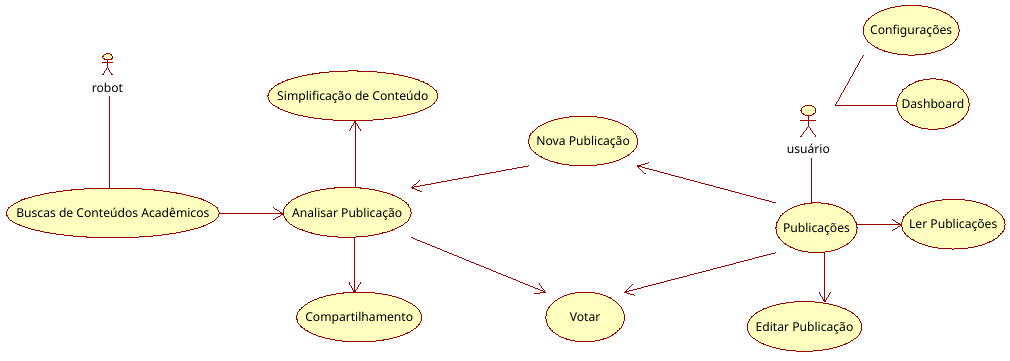 Configurações
robot
Simplificação de Conteúdo
Dashboard
Nova Publicação
usuário
Buscas de Conteúdos Acadêmicos
Analisar Publicação
Publicações
Ler Publicações
Compartilhamento
Votar
Editar Publicação